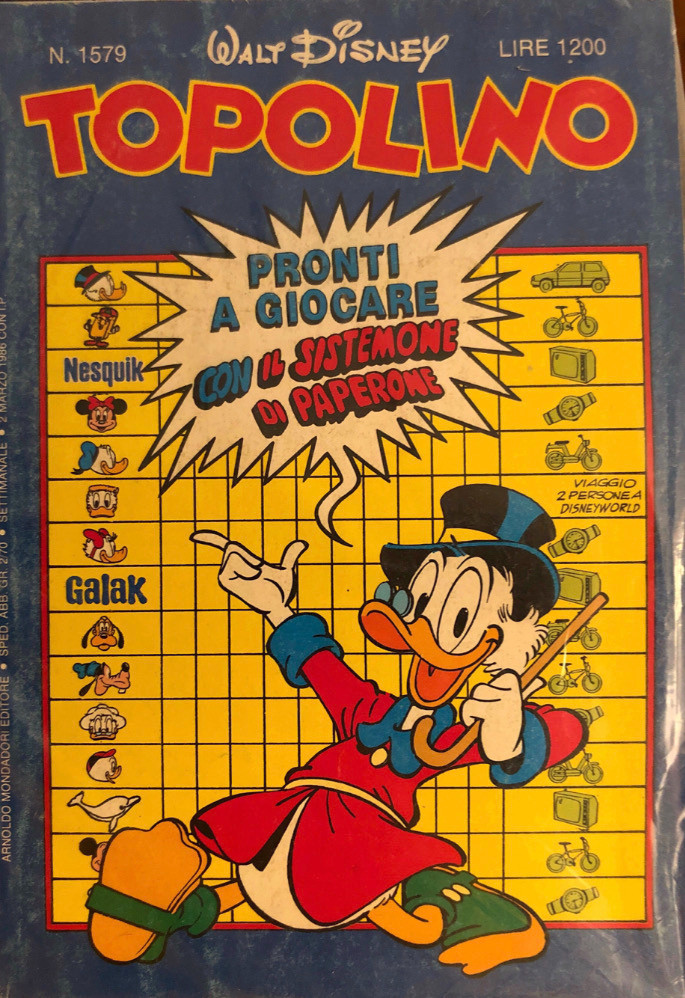 N. 1579
WALT DISNEY
LIRE 1200
TOPOLINO
PRONTI
A GIOCARE
CON IL SISTEMONE
DI PAPERONE
Nesquik
VIAGGIO
2 PERSONE A
DISNEYWORLD
Galak
ARNOLDO MONDADORI EDITORE • SPED. ABB. GR. 2/70 • SETTIMANALE • 2 MARZO 1986 CON I.P.